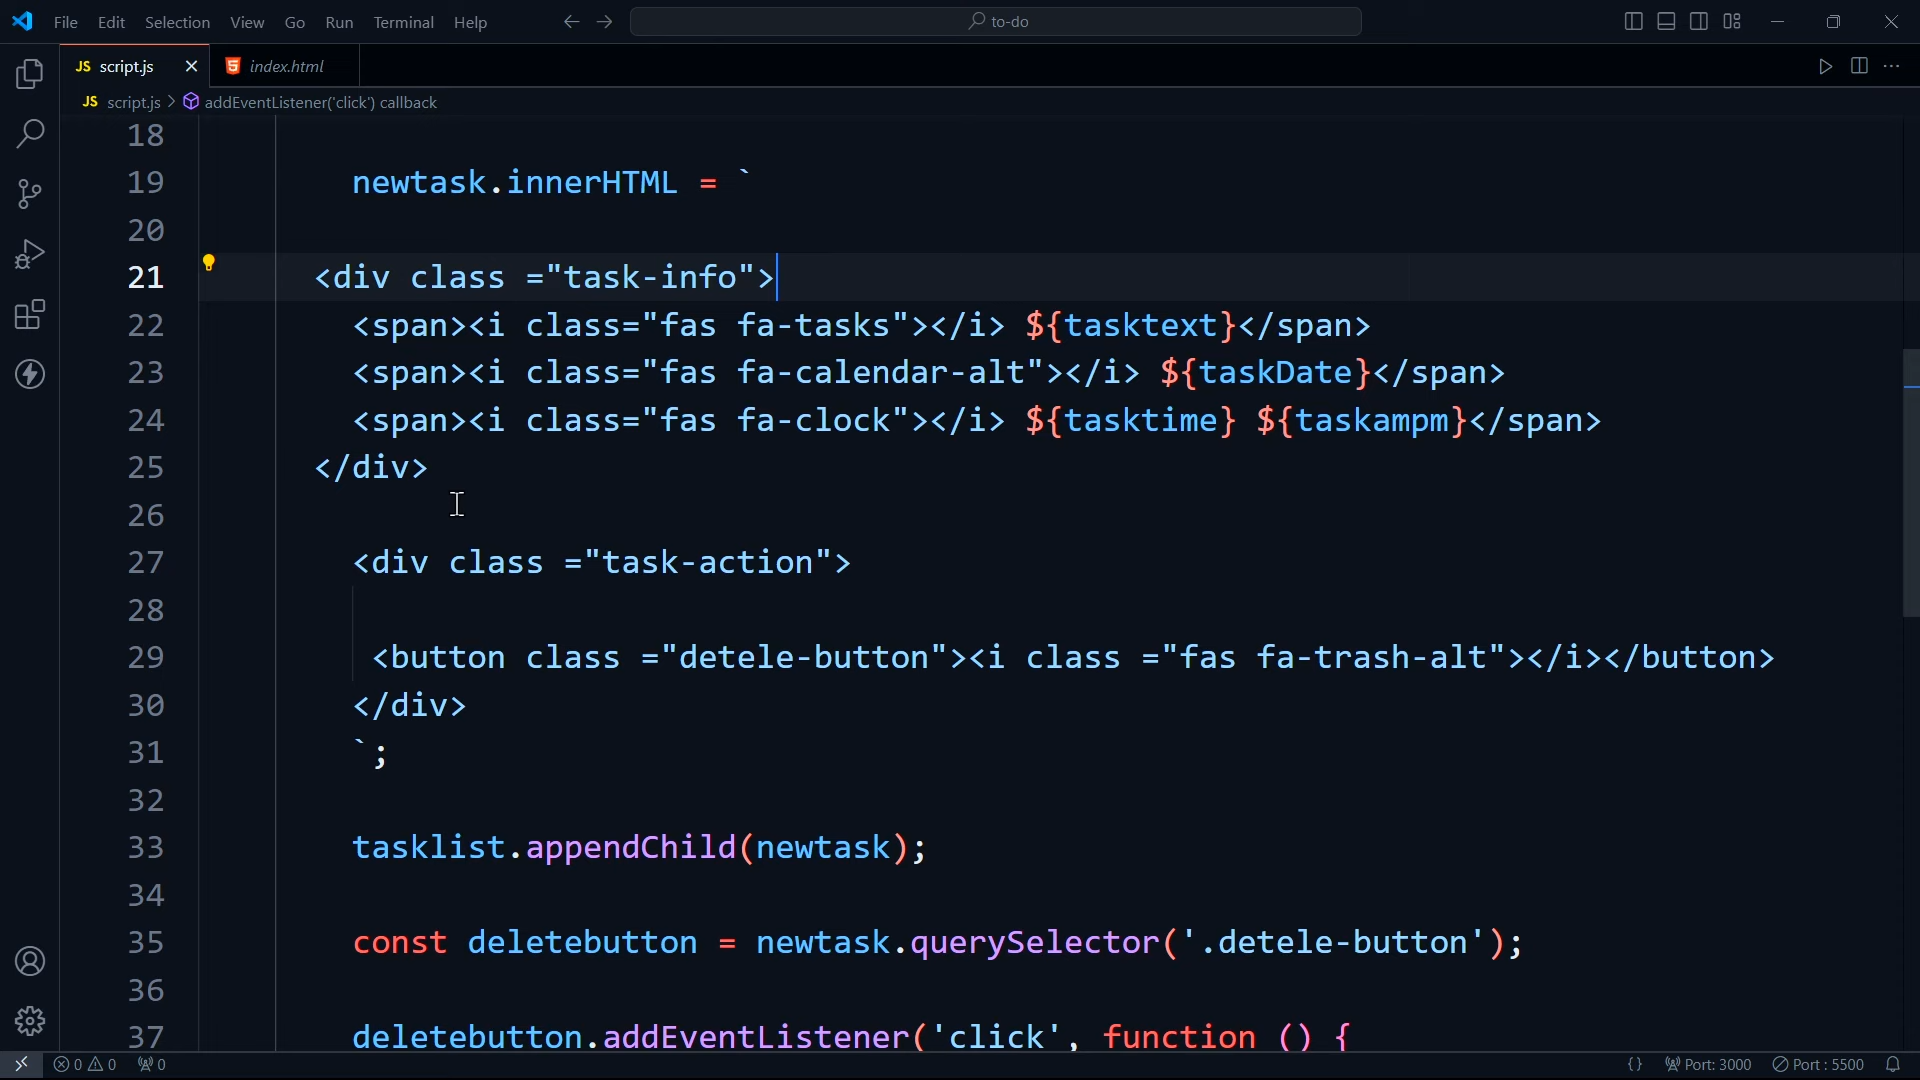 File Edit Selection View Go Run Terminal Help
to-do
JS script.js
index.html
JS script.js > addEventListener('click') callback
18
19 newtask.innerHTML = `
20
21 <div class ="task-info">
22 <span><i class="fas fa-tasks"></i> ${tasktext}</span>
23 <span><i class="fas fa-calendar-alt"></i> ${taskDate}</span>
24 <span><i class="fas fa-clock"></i> ${tasktime} ${taskampm}</span>
25 </div>
26
27 <div class ="task-action">
28
29 <button class ="detele-button"><i class ="fas fa-trash-alt"></i></button>
30 </div>
31 `;
32
33 tasklist.appendChild(newtask);
34
35 const deletebutton = newtask.querySelector('.detele-button');
36
37 deletebutton.addEventListener('click', function () {
0 0 0 {} Port: 3000 Port : 5500